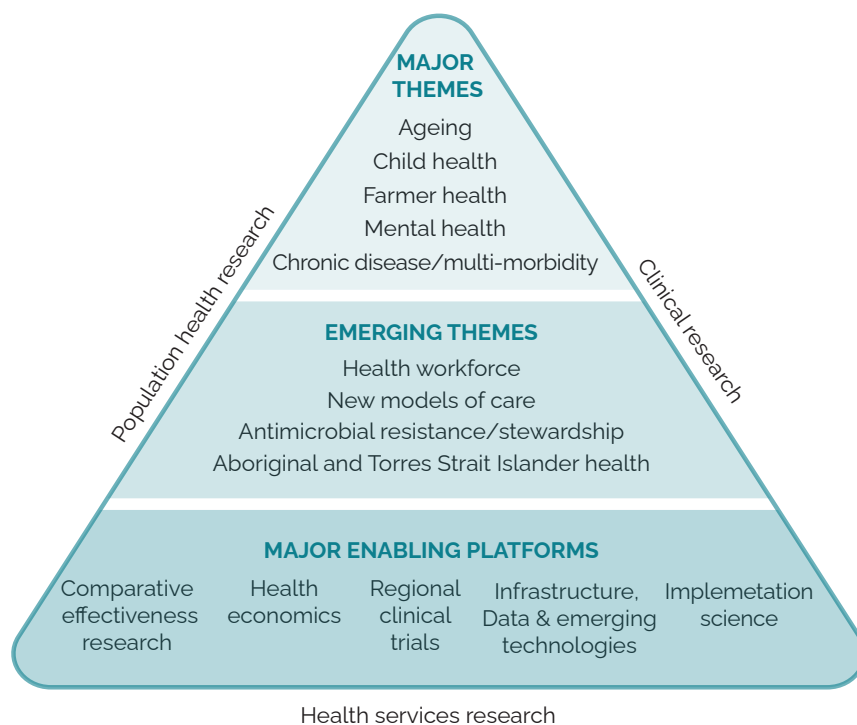 MAJOR
THEMES
Ageing
Child health
Farmer health
Mental health
Chronic disease/multi-morbidity
Population health research
Clinical research
EMERGING THEMES
Health workforce
New models of care
Antimicrobial resistance/stewardship
Aboriginal and Torres Strait Islander health
MAJOR ENABLING PLATFORMS
Comparative
effectiveness
research
Health
economics
Regional
clinical
trials
Infrastructure,
Data & emerging
technologies
Implemetation
science
Health services research